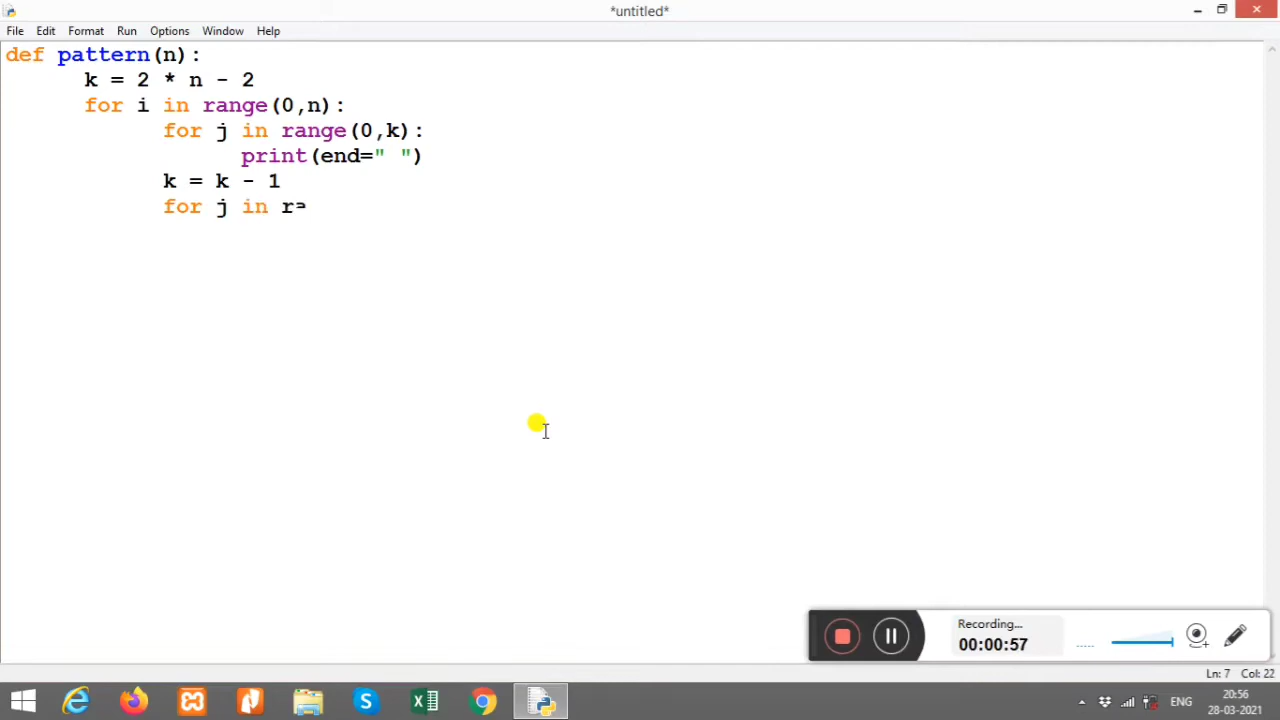 *untitled*
File Edit Format Run Options Window Help
def pattern(n):
k = 2 * n - 2
for i in range(0,n):
for j in range(0,k):
print(end=" ")
k = k - 1
for j in ra
Recording...
00:00:57
Ln: 7 Col: 22
ENG
20:56
28-03-2021